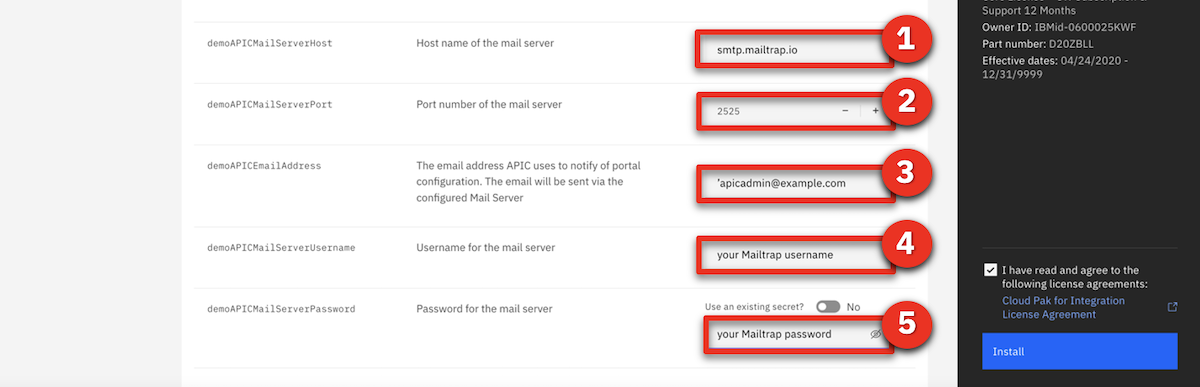 demoAPICMailServerHost
Host name of the mail server
smtp.mailtrap.io
1
demoAPICMailServerPort
Port number of the mail server
2525
−
+
2
demoAPICEmailAddress
The email address APIC uses to notify of portal
configuration. The email will be sent via the
configured Mail Server
'apicadmin@example.com
3
demoAPICMailServerUsername
Username for the mail server
your Mailtrap username
4
demoAPICMailServerPassword
Password for the mail server
Use an existing secret?
No
your Mailtrap password
5
Support 12 Months
Owner ID: IBMid-0600025KWF
Part number: D20ZBLL
Effective dates: 04/24/2020 -
12/31/9999
I have read and agree to the
following license agreements:
Cloud Pak for Integration
License Agreement
Install